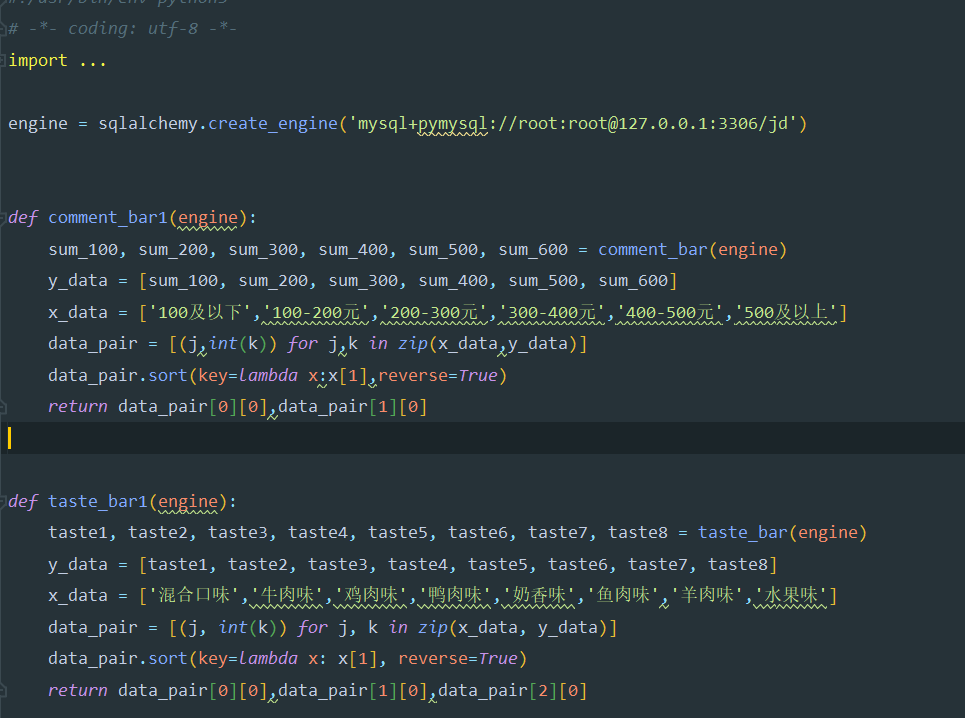 #!/usr/bin/env python3
# -*- coding: utf-8 -*-
import ...
engine = sqlalchemy.create_engine('mysql+pymysql://root:root@127.0.0.1:3306/jd')
def comment_bar1(engine):
    sum_100, sum_200, sum_300, sum_400, sum_500, sum_600 = comment_bar(engine)
    y_data = [sum_100, sum_200, sum_300, sum_400, sum_500, sum_600]
    x_data = ['100及以下','100-200元','200-300元','300-400元','400-500元','500及以上']
    data_pair = [(j,int(k)) for j,k in zip(x_data,y_data)]
    data_pair.sort(key=lambda x:x[1],reverse=True)
    return data_pair[0][0],data_pair[1][0]
def taste_bar1(engine):
    taste1, taste2, taste3, taste4, taste5, taste6, taste7, taste8 = taste_bar(engine)
    y_data = [taste1, taste2, taste3, taste4, taste5, taste6, taste7, taste8]
    x_data = ['混合口味','牛肉味','鸡肉味','鸭肉味','奶香味','鱼肉味','羊肉味','水果味']
    data_pair = [(j, int(k)) for j, k in zip(x_data, y_data)]
    data_pair.sort(key=lambda x: x[1], reverse=True)
    return data_pair[0][0],data_pair[1][0],data_pair[2][0]